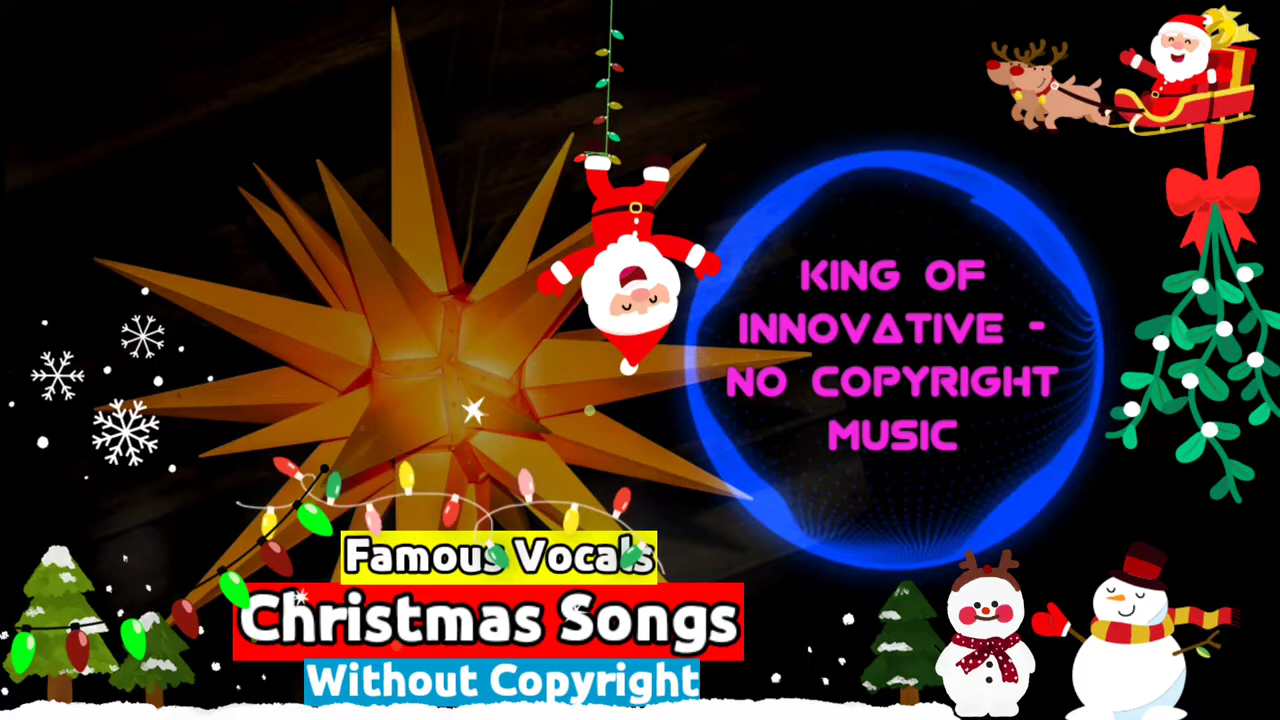 KING OF
INNOVATIVE -
NO COPYRIGHT
MUSIC
Famous Vocals
Christmas Songs
Without Copyright